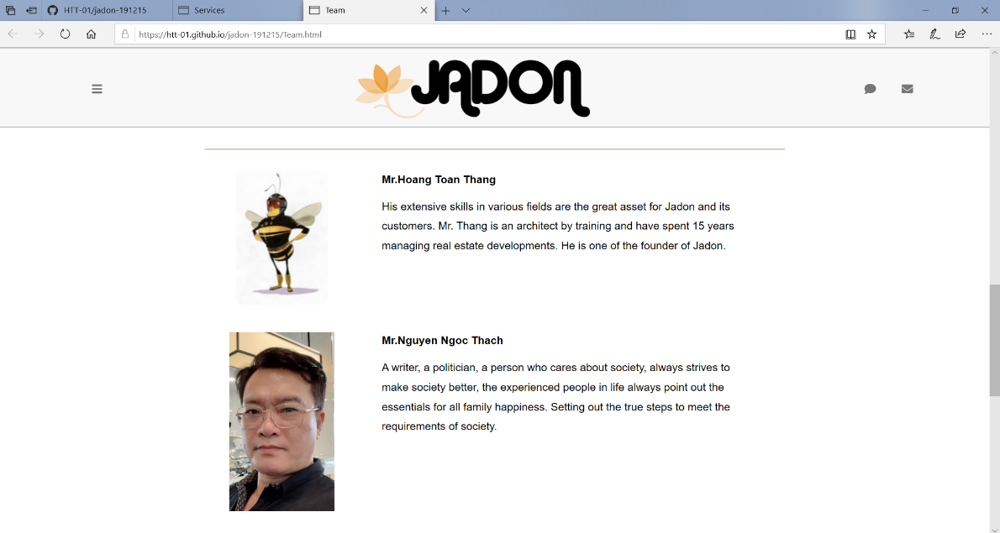 HTT-01/jadon-191215
Services
Team
https://htt-01.github.io/jadon-191215/Team.html
JADON
Mr.Hoang Toan Thang
His extensive skills in various fields are the great asset for Jadon and its
customers. Mr. Thang is an architect by training and have spent 15 years
managing real estate developments. He is one of the founder of Jadon.
Mr.Nguyen Ngoc Thach
A writer, a politician, a person who cares about society, always strives to
make society better, the experienced people in life always point out the
essentials for all family happiness. Setting out the true steps to meet the
requirements of society.